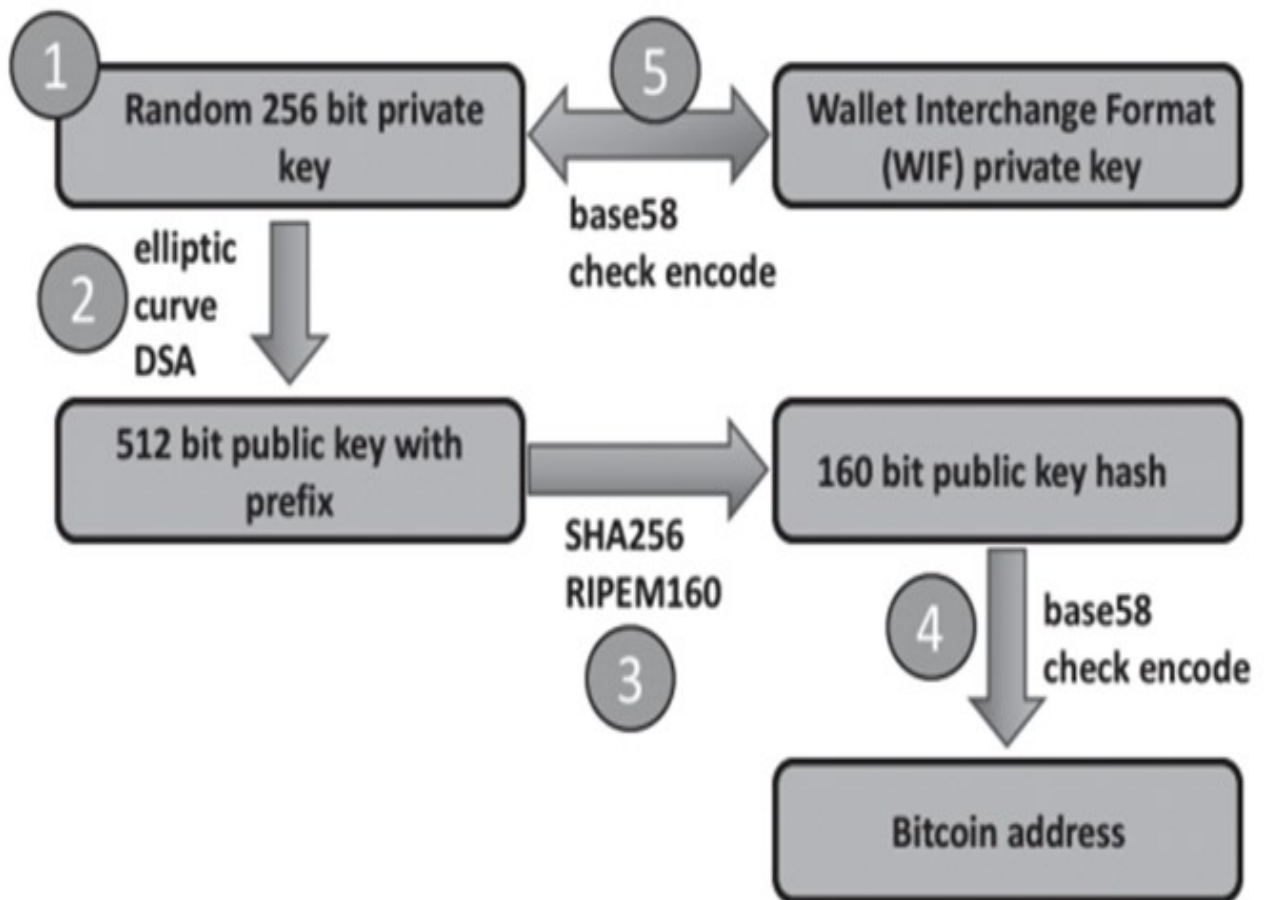 1
Random 256 bit private
key
5
Wallet Interchange Format
(WIF) private key
base58
check encode
2
elliptic
curve
DSA
512 bit public key with
prefix
SHA256
RIPEM160
3
160 bit public key hash
4
base58
check encode
Bitcoin address